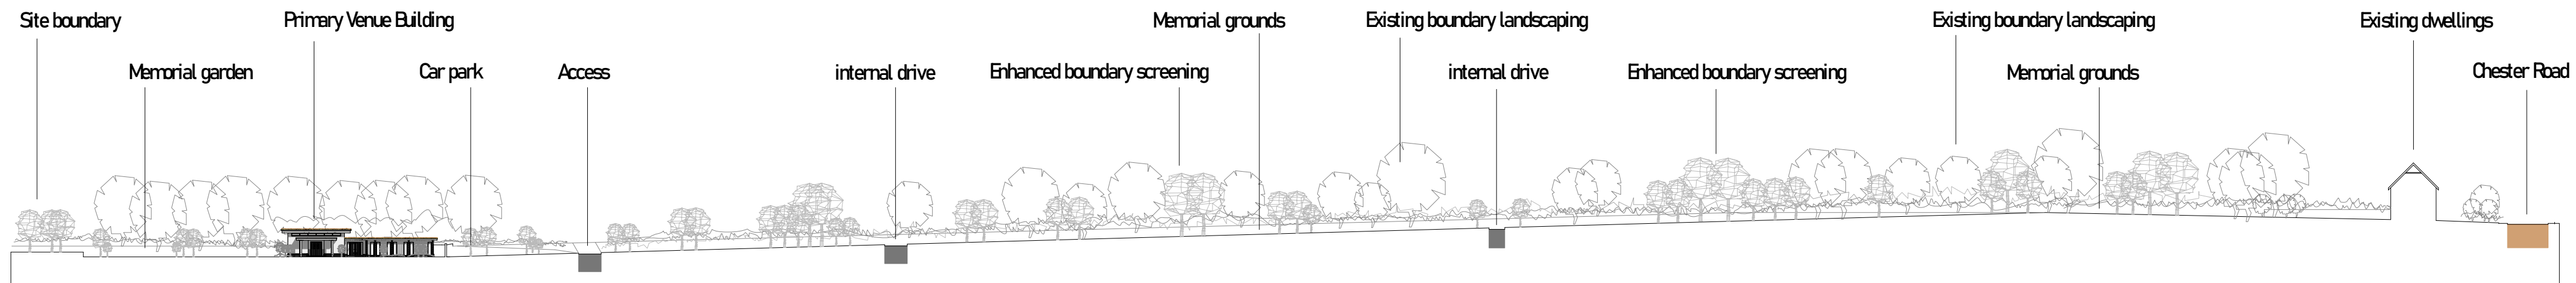 Site boundary
Primary Venue Building
Memorial grounds
Existing boundary landscaping
Existing boundary landscaping
Existing dwellings
Memorial garden
Car park
Access
internal drive
Enhanced boundary screening
internal drive
Enhanced boundary screening
Memorial grounds
Chester Road